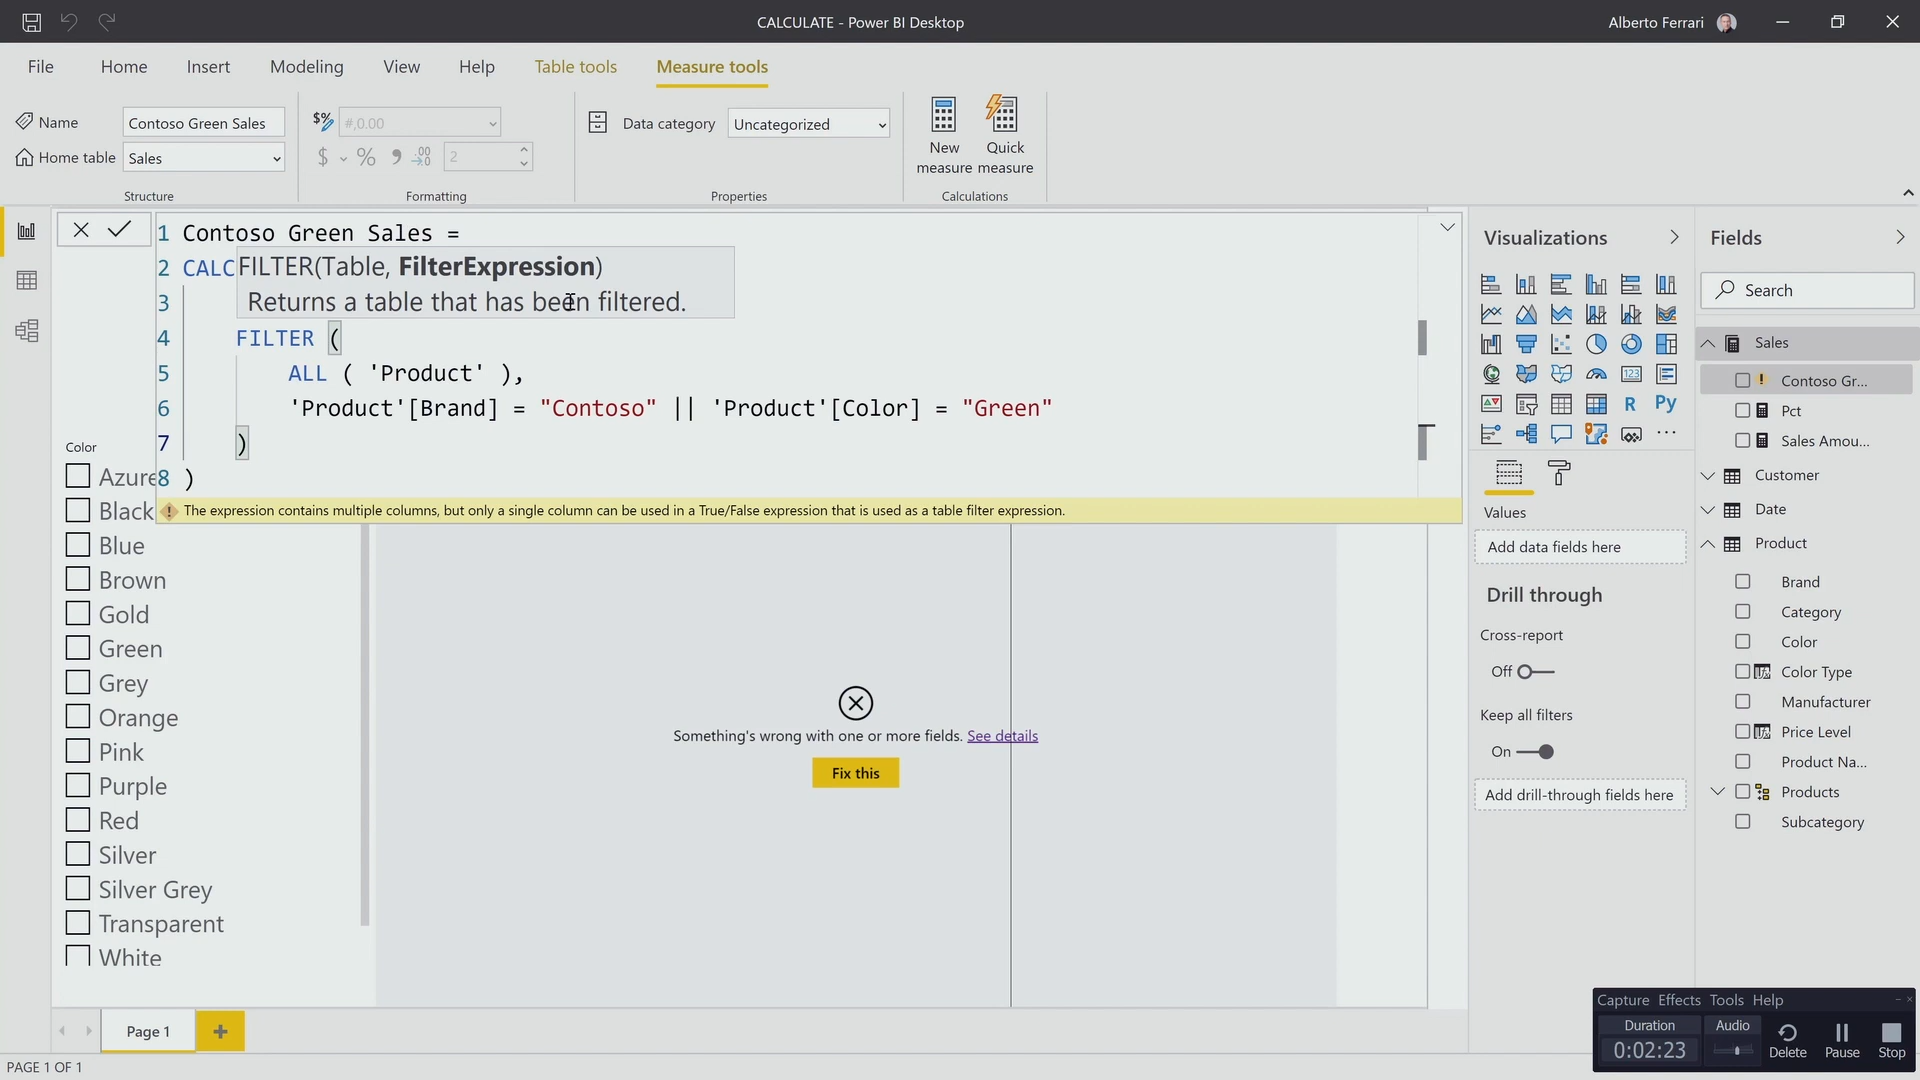 CALCULATE - Power BI Desktop
Alberto Ferrari
File
Home
Insert
Modeling
View
Help
Table tools
Measure tools
Name
Contoso Green Sales
Home table
Sales
Structure
$%
#,0.00
$
%
,
.00
2
Formatting
Data category
Uncategorized
Properties
New measure
Quick measure
Calculations
1 Contoso Green Sales =
2 CALC
FILTER(Table, FilterExpression)
Returns a table that has been filtered.
3
4 FILTER (
5 ALL ( 'Product' ),
6 'Product'[Brand] = "Contoso" || 'Product'[Color] = "Green"
7 )
8 )
The expression contains multiple columns, but only a single column can be used in a True/False expression that is used as a table filter expression.
Color
Azure
Black
Blue
Brown
Gold
Green
Grey
Orange
Pink
Purple
Red
Silver
Silver Grey
Transparent
White
Something's wrong with one or more fields. See details
Fix this
Visualizations
R
Py
Values
Add data fields here
Drill through
Cross-report
Off
Keep all filters
On
Add drill-through fields here
Fields
Search
Sales
Contoso Gr...
Pct
Sales Amou...
Customer
Date
Product
Brand
Category
Color
Color Type
Manufacturer
Price Level
Product Na...
Products
Subcategory
Page 1
PAGE 1 OF 1
Capture Effects Tools Help
Duration
0:02:23
Audio
Delete
Pause
Stop